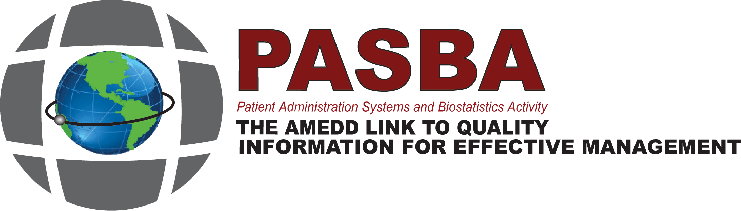 PASBA
Patient Administration Systems and Biostatistics Activity
THE AMEDD LINK TO QUALITY
INFORMATION FOR EFFECTIVE MANAGEMENT